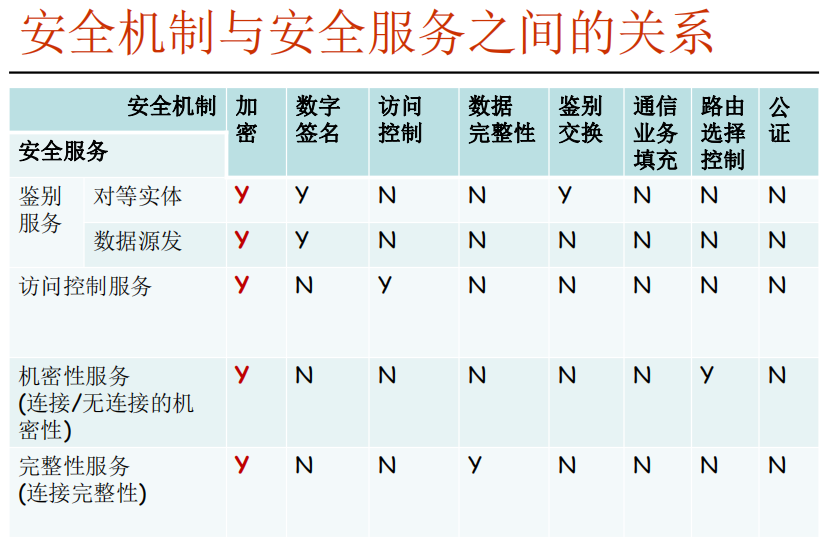 安全机制与安全服务之间的关系
安全机制 加密 数字签名 访问控制 数据完整性 鉴别交换 通信业务填充 路由选择控制 公证
安全服务
鉴别服务 对等实体 Y Y N N Y N N N
数据源发 Y Y N N N N N N
访问控制服务 Y N Y N N N N N
机密性服务 Y N N N N N Y N
(连接/无连接的机
密性)
完整性服务 Y N N Y N N N N
(连接完整性)